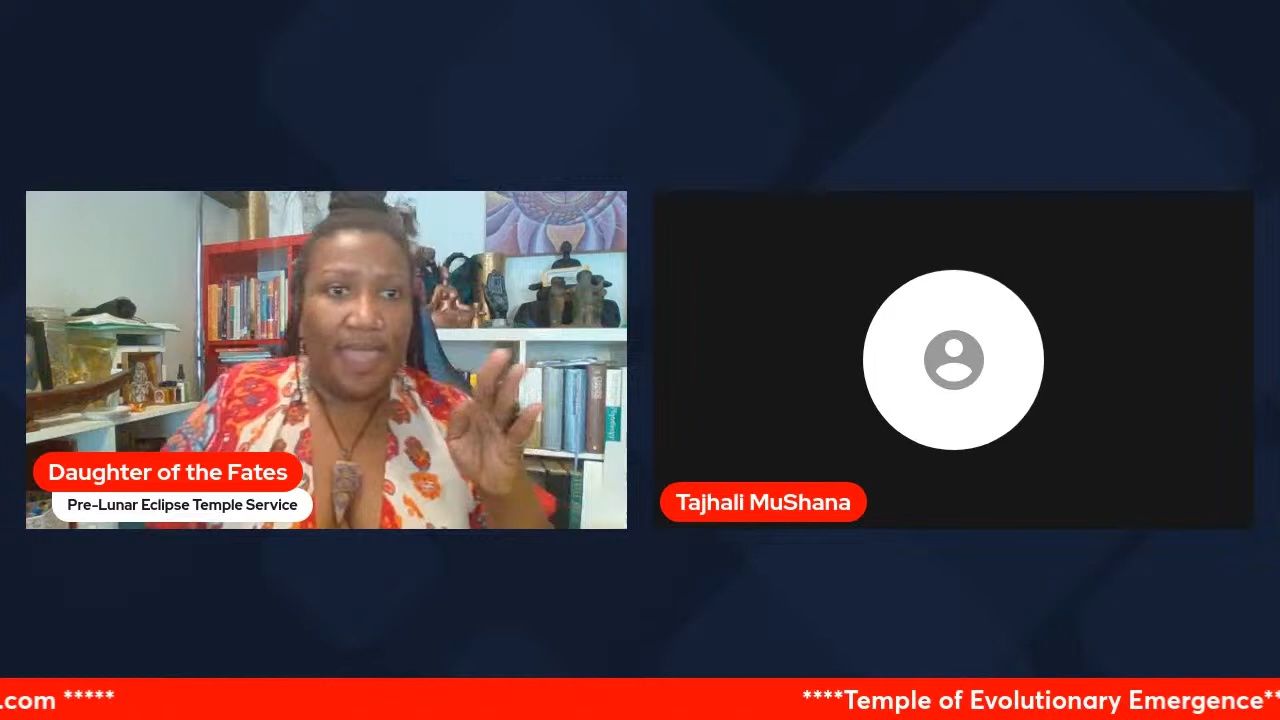 Daughter of the Fates
Pre-Lunar Eclipse Temple Service
Tajhali MuShana
.com ***** ****Temple of Evolutionary Emergence**